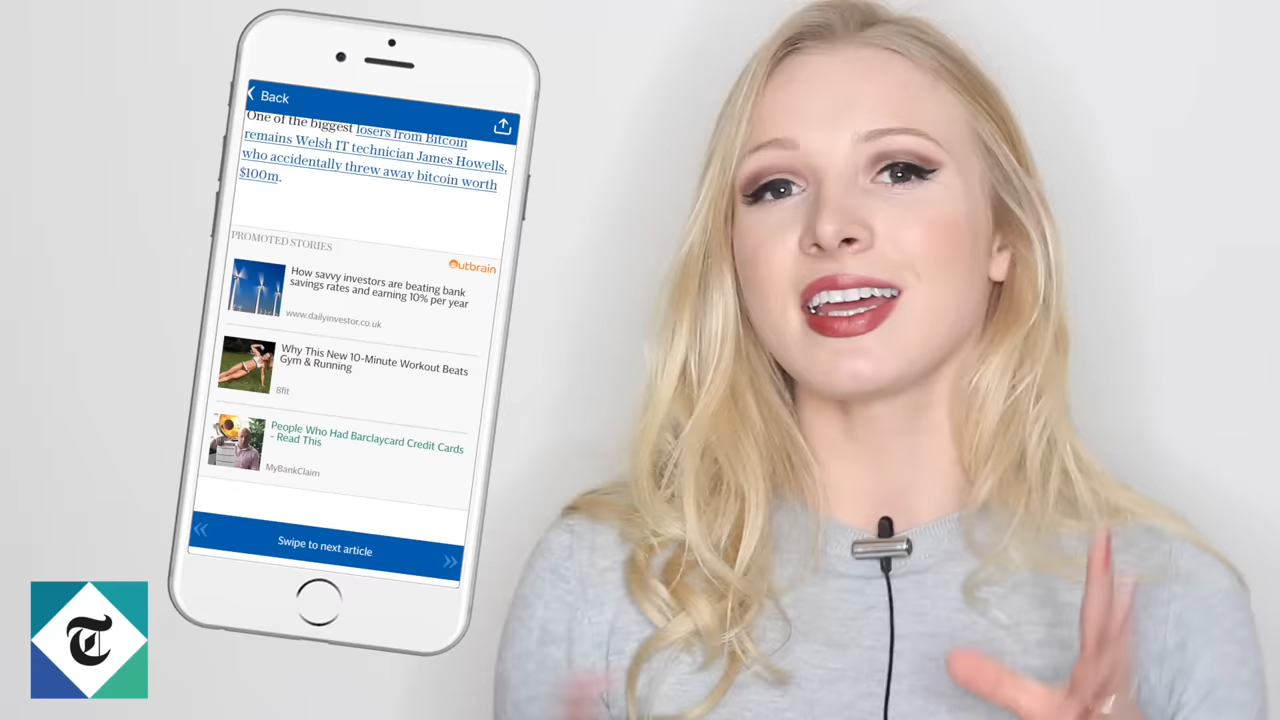 Back
One of the biggest losers from Bitcoin
remains Welsh IT technician James Howells,
who accidentally threw away bitcoin worth
$100m.
PROMOTED STORIES
Outbrain
How savvy investors are beating bank
savings rates and earning 10% per year
www.dailyinvestor.co.uk
Why This New 10-Minute Workout Beats
Gym & Running
8fit
People Who Had Barclaycard Credit Cards
- Read This
MyBankClaim
Swipe to next article
T